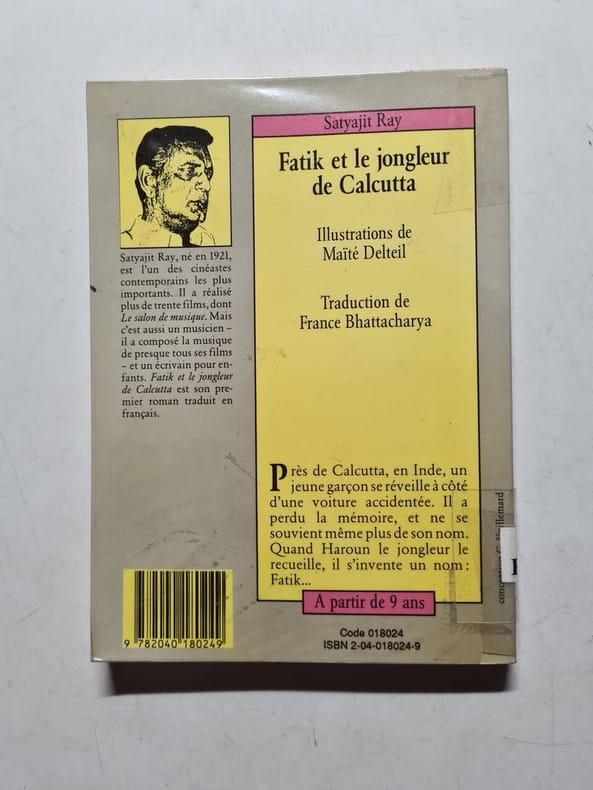 Satyajit Ray
Fatik et le jongleur
de Calcutta
Illustrations de
Maïté Delteil
Traduction de
France Bhattacharya
Satyajit Ray, né en 1921,
est l'un des cinéastes
contemporains les plus
importants. Il a réalisé
plus de trente films, dont
Le salon de musique. Mais
c'est aussi un musicien –
il a composé la musique
de presque tous ses films
– et un écrivain pour en-
fants. Fatik et le jongleur
de Calcutta est son pre-
mier roman traduit en
français.
Près de Calcutta, en Inde, un
jeune garçon se réveille à côté
d'une voiture accidentée. Il a
perdu la mémoire, et ne se
souvient même plus de son nom.
Quand Haroun le jongleur le
recueille, il s'invente un nom :
Fatik...
A partir de 9 ans
Code 018024
ISBN 2-04-018024-9
9 782040 180249